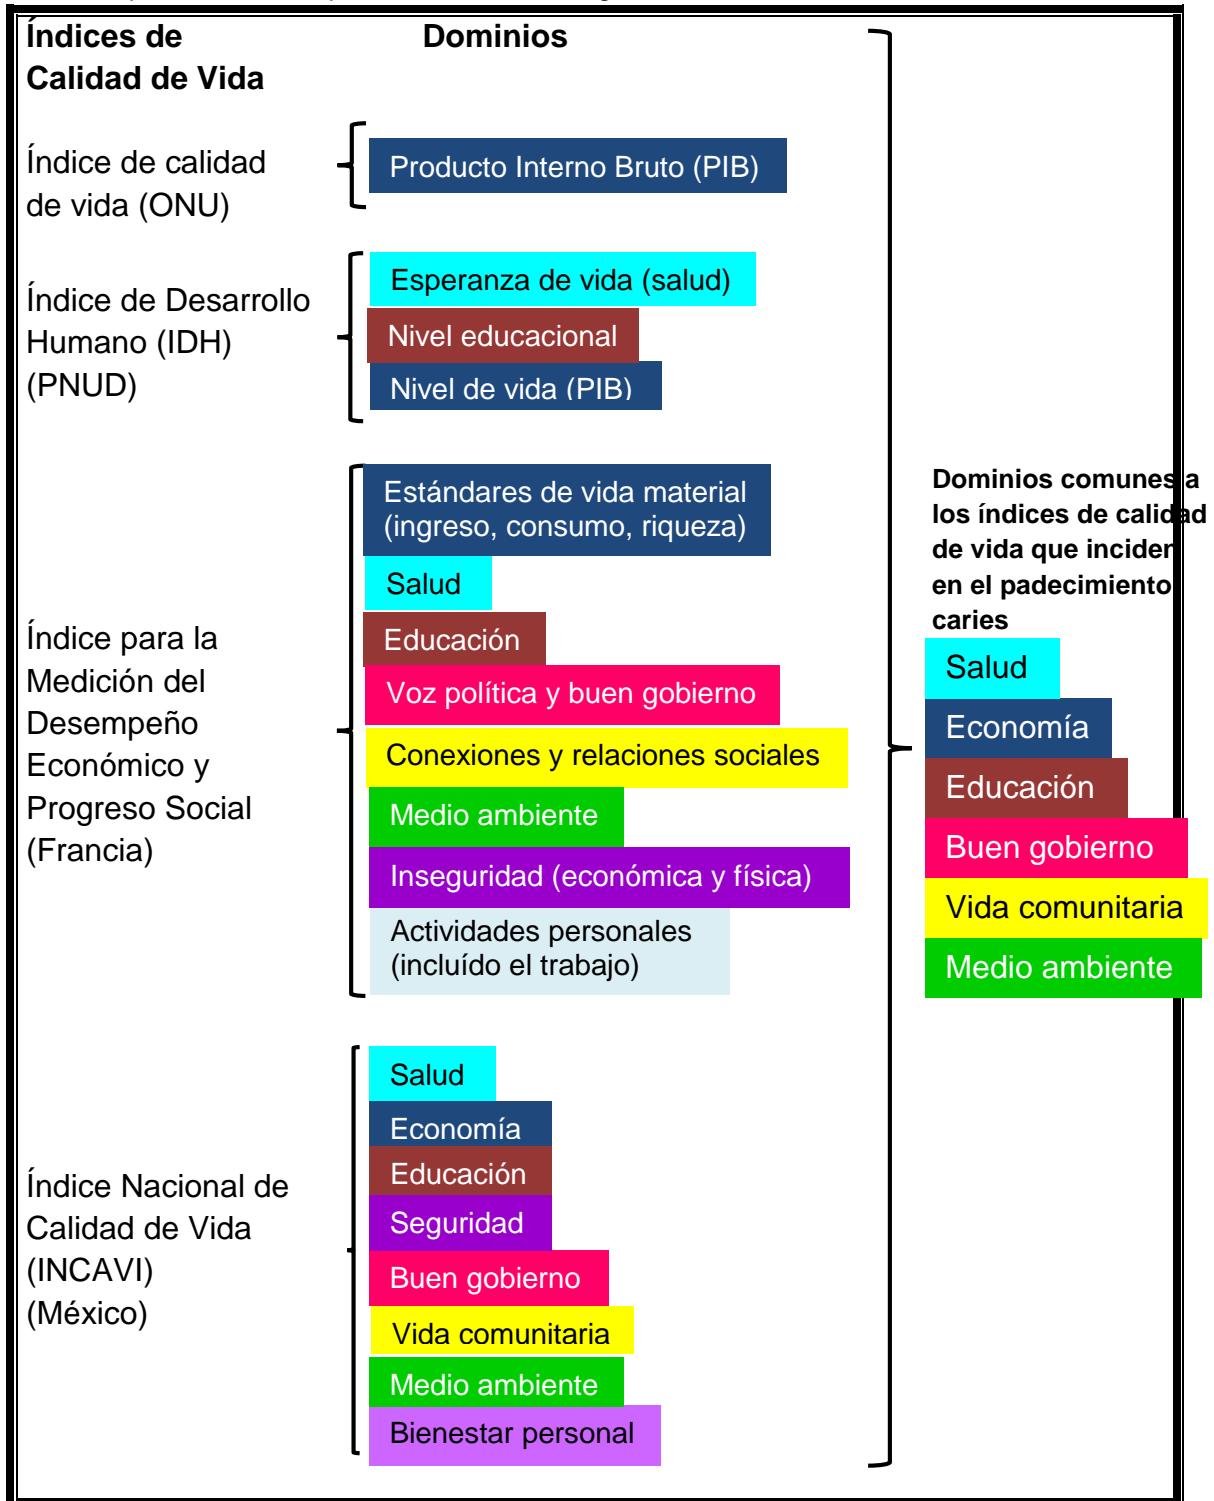 Índices de
Calidad de Vida
Dominios
Índice de calidad
de vida (ONU)
Producto Interno Bruto (PIB)
Índice de Desarrollo
Humano (IDH)
(PNUD)
Esperanza de vida (salud)
Nivel educacional
Nivel de vida (PIB)
Índice para la
Medición del
Desempeño
Económico y
Progreso Social
(Francia)
Estándares de vida material
(ingreso, consumo, riqueza)
Salud
Educación
Voz política y buen gobierno
Conexiones y relaciones sociales
Medio ambiente
Inseguridad (económica y física)
Actividades personales
(incluído el trabajo)
Índice Nacional de
Calidad de Vida
(INCAVI)
(México)
Salud
Economía
Educación
Seguridad
Buen gobierno
Vida comunitaria
Medio ambiente
Bienestar personal
Dominios comunes a
los índices de calidad
de vida que inciden
en el padecimiento
caries
Salud
Economía
Educación
Buen gobierno
Vida comunitaria
Medio ambiente